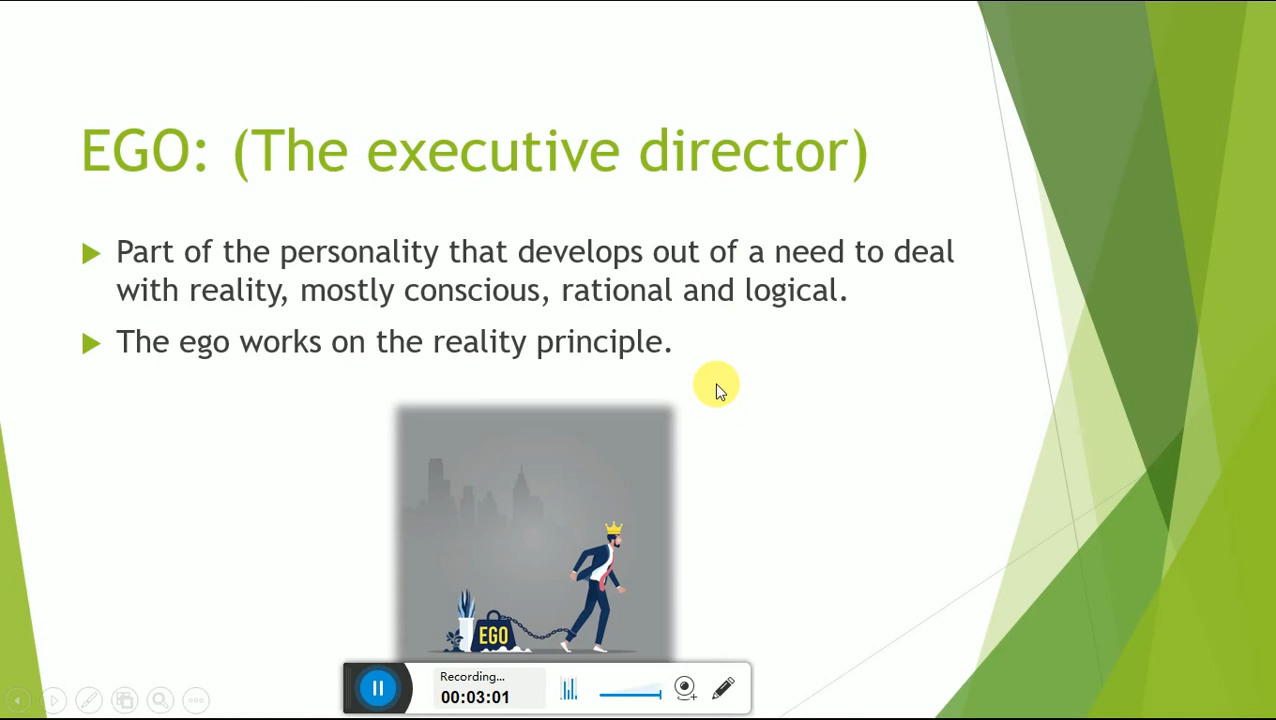 EGO: (The executive director)
Part of the personality that develops out of a need to deal
with reality, mostly conscious, rational and logical.
The ego works on the reality principle.
EGO
Recording...
00:03:01